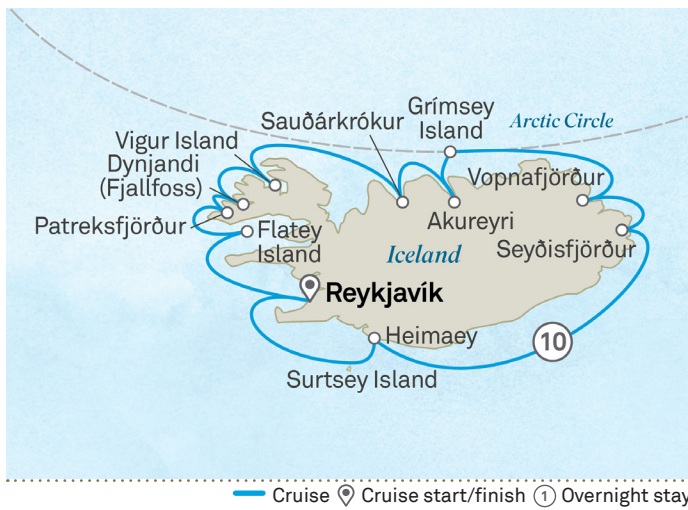 Grímsey
Island
Arctic Circle
Sauðárkrókur
Vigur Island
Dynjandi
(Fjallfoss)
Vopnafjörður
Patreksfjörður
Flatey
Island
Akureyri
Iceland
Seyðisfjörður
Reykjavík
Heimaey
10
Surtsey Island
Cruise
Cruise start/finish
1 Overnight stay